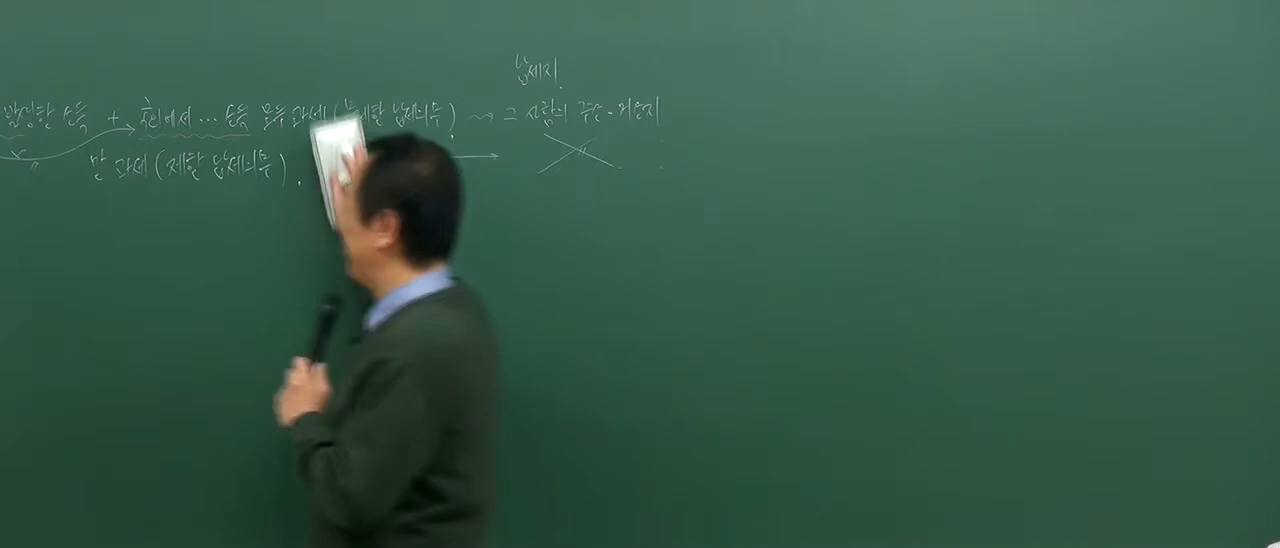 납세지.
발생한 소득 + 국외에서 … 소득 모두 과세(무제한 납세의무). → 그 사람의 주소·거소지
만 과세(제한 납세의무).